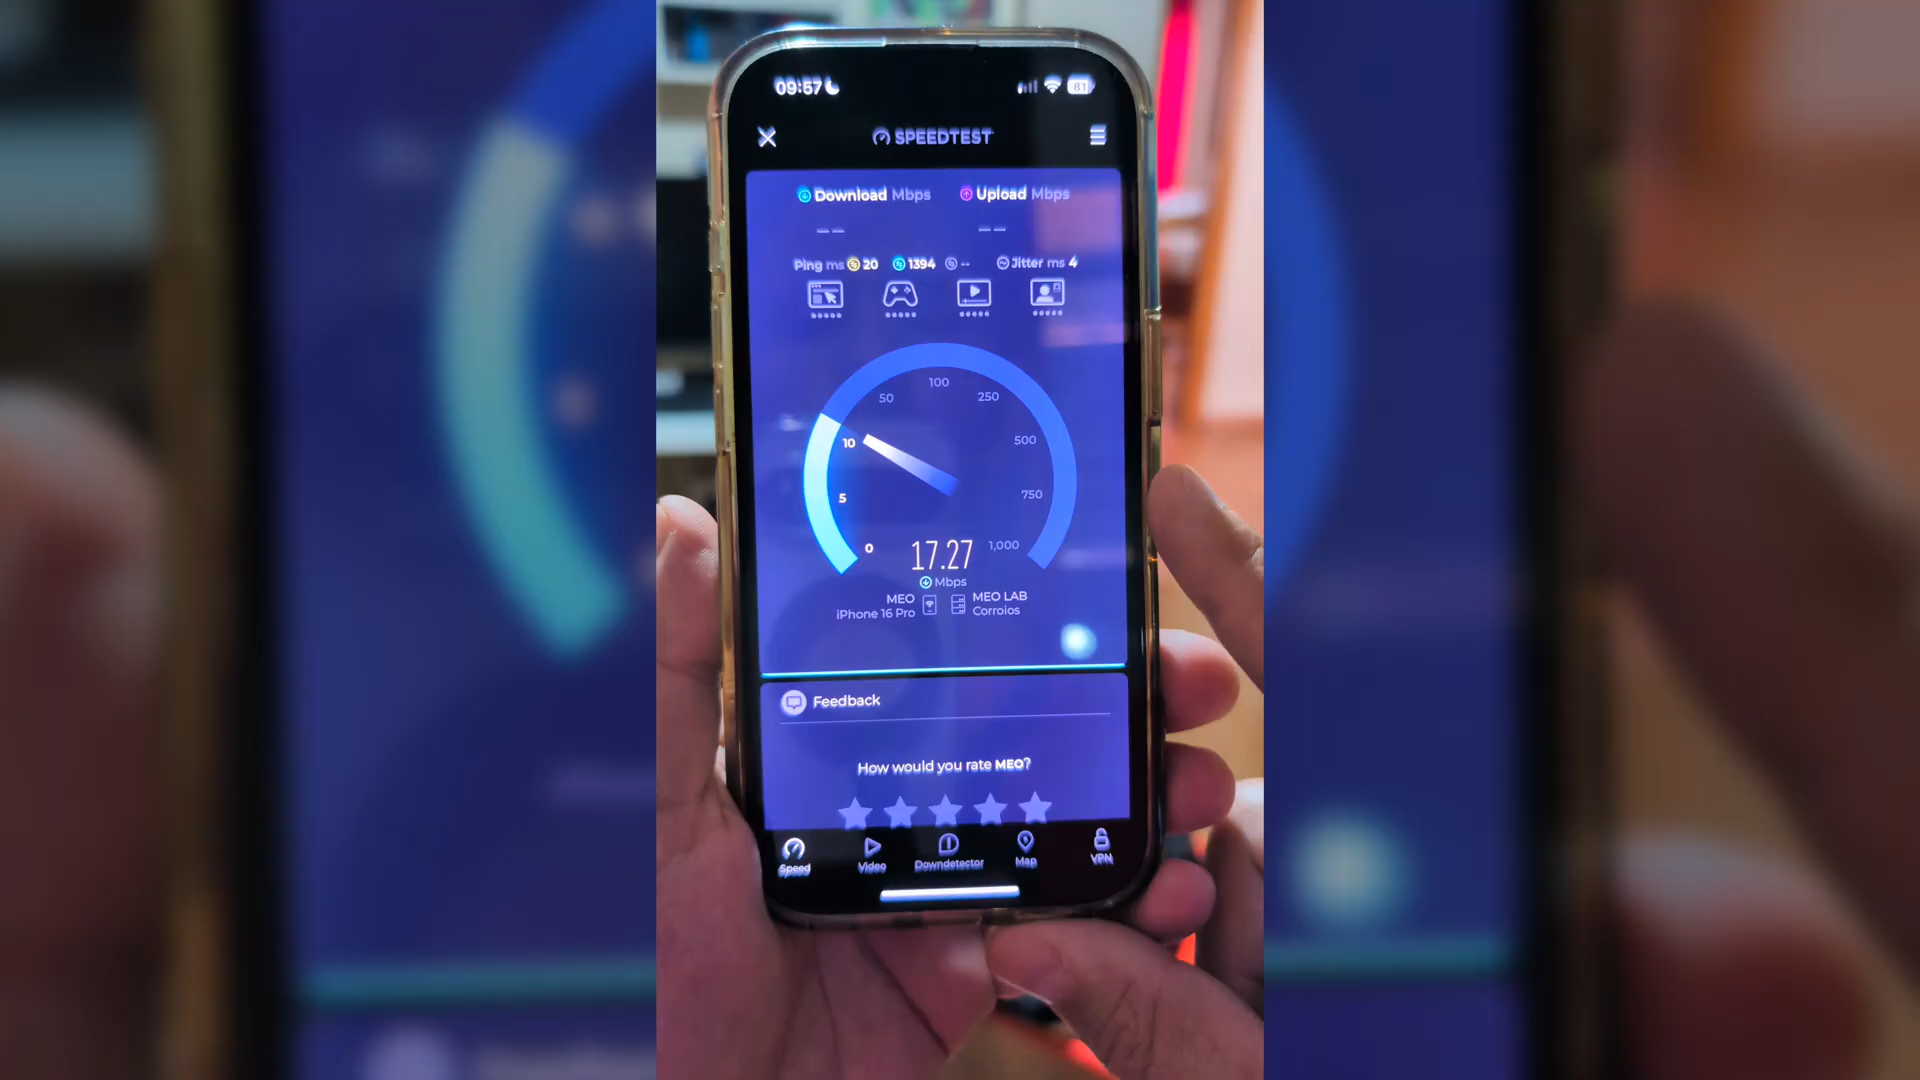 09:57
81
SPEEDTEST
Download Mbps Upload Mbps
-- --
Ping ms 20 1394 -- Jitter ms 4
0
5
10
50
100
250
500
750
1,000
17.27
Mbps
MEO
iPhone 16 Pro
MEO LAB
Corroios
Feedback
How would you rate MEO?
Speed Video Downdetector Map VPN